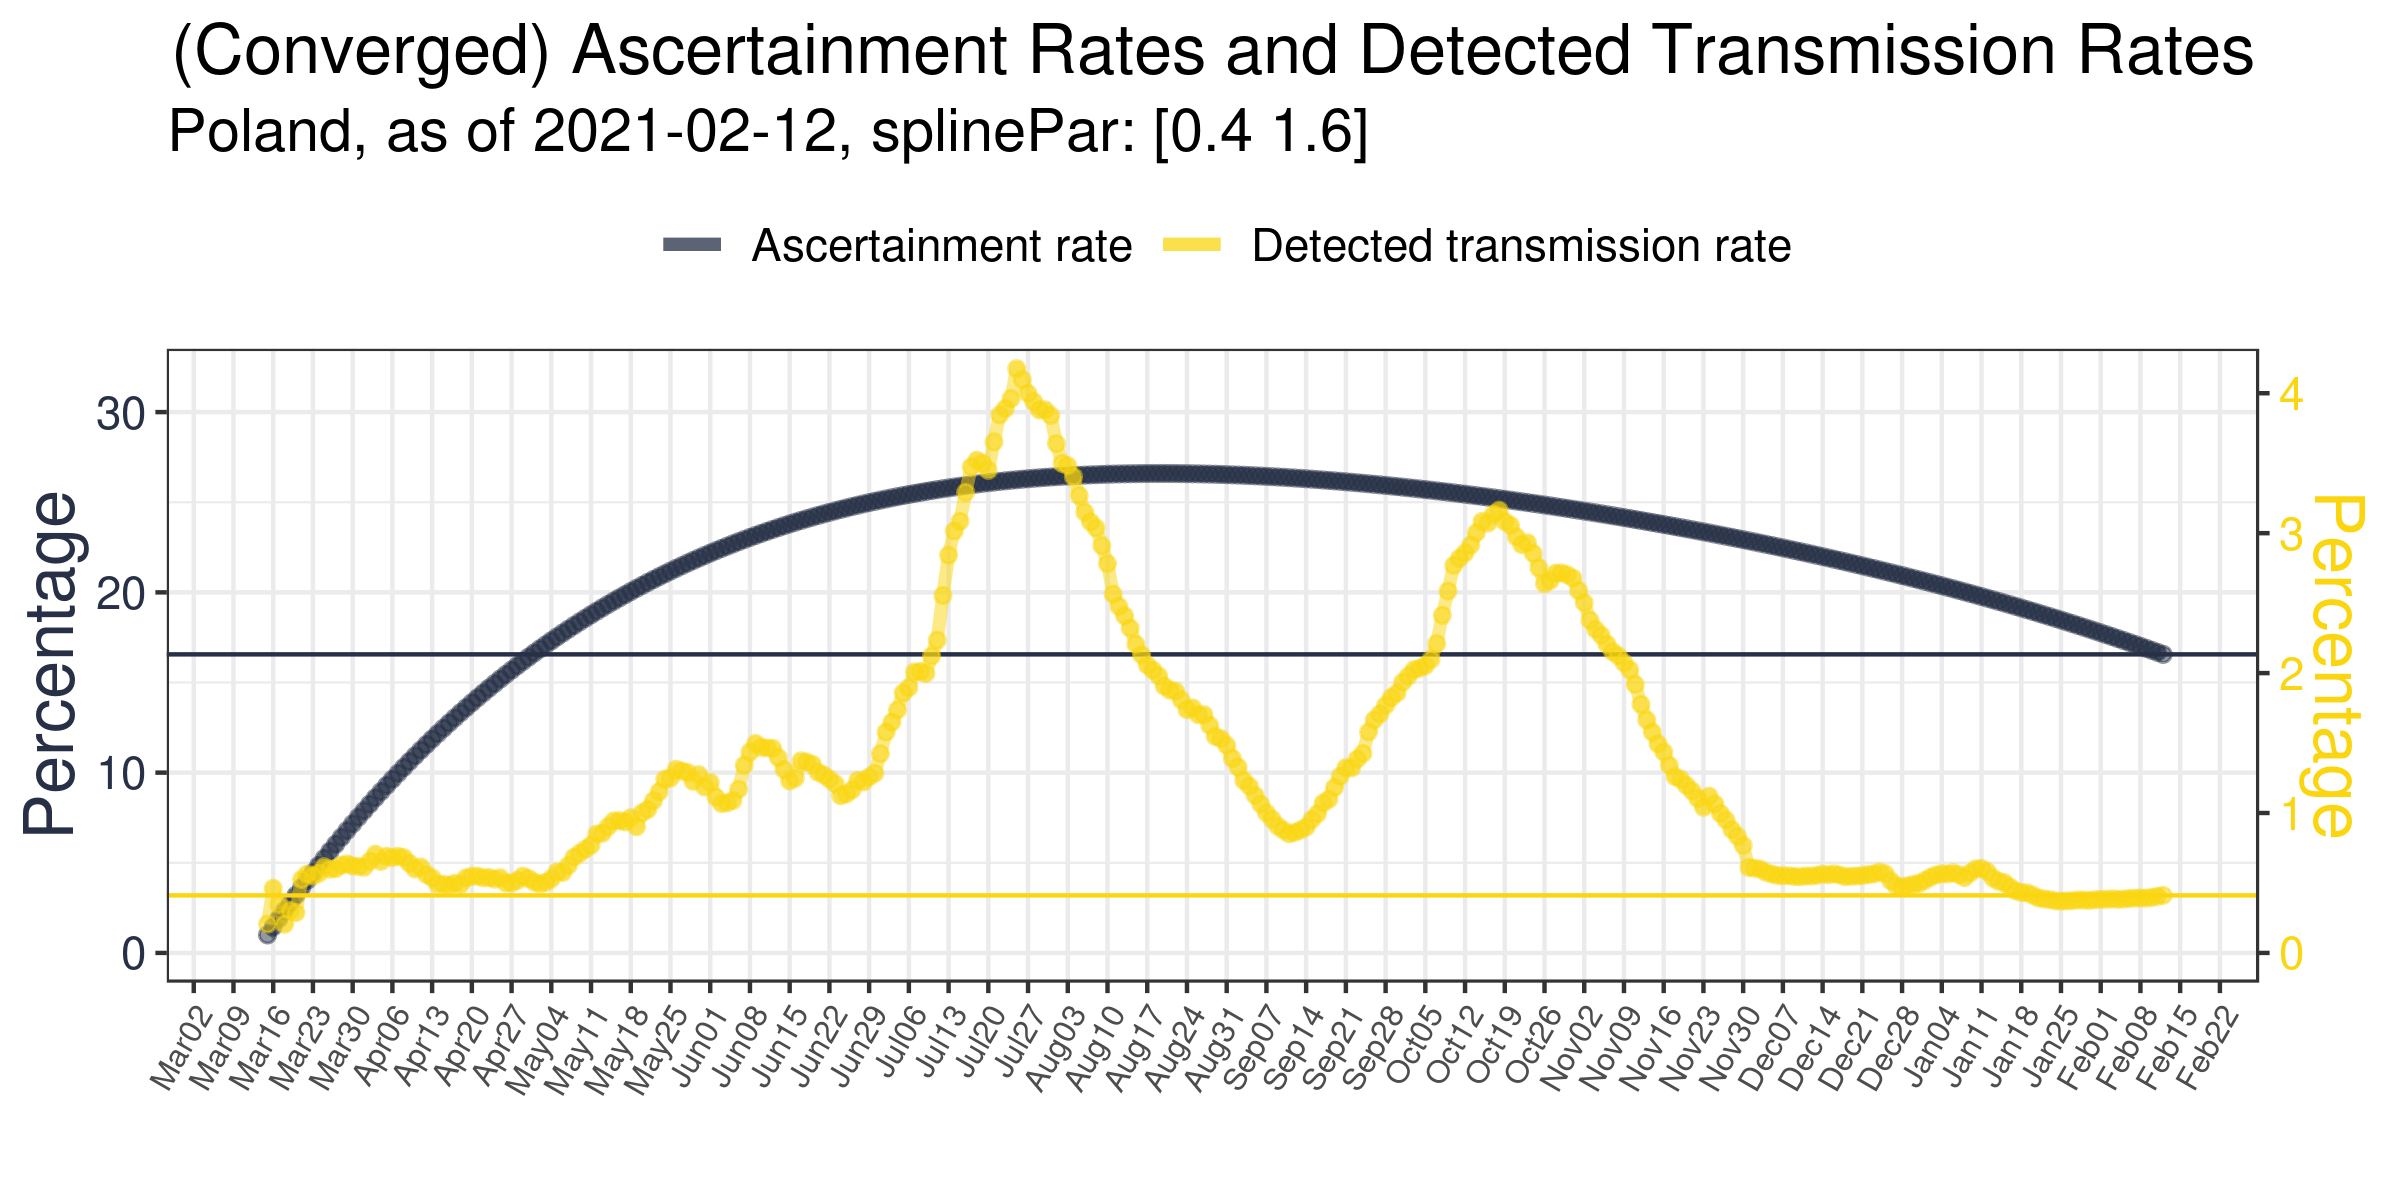 (Converged) Ascertainment Rates and Detected Transmission Rates
Poland, as of 2021-02-12, splinePar: [0.4 1.6]
Ascertainment rate
Detected transmission rate
Percentage
30
20
10
0
4
3
2
1
0
Percentage
Mar02
Mar09
Mar16
Mar23
Mar30
Apr06
Apr13
Apr20
Apr27
May04
May11
May18
May25
Jun01
Jun08
Jun15
Jun22
Jun29
Jul06
Jul13
Jul20
Jul27
Aug03
Aug10
Aug17
Aug24
Aug31
Sep07
Sep14
Sep21
Sep28
Oct05
Oct12
Oct19
Oct26
Nov02
Nov09
Nov16
Nov23
Nov30
Dec07
Dec14
Dec21
Dec28
Jan04
Jan11
Jan18
Jan25
Feb01
Feb08
Feb15
Feb22